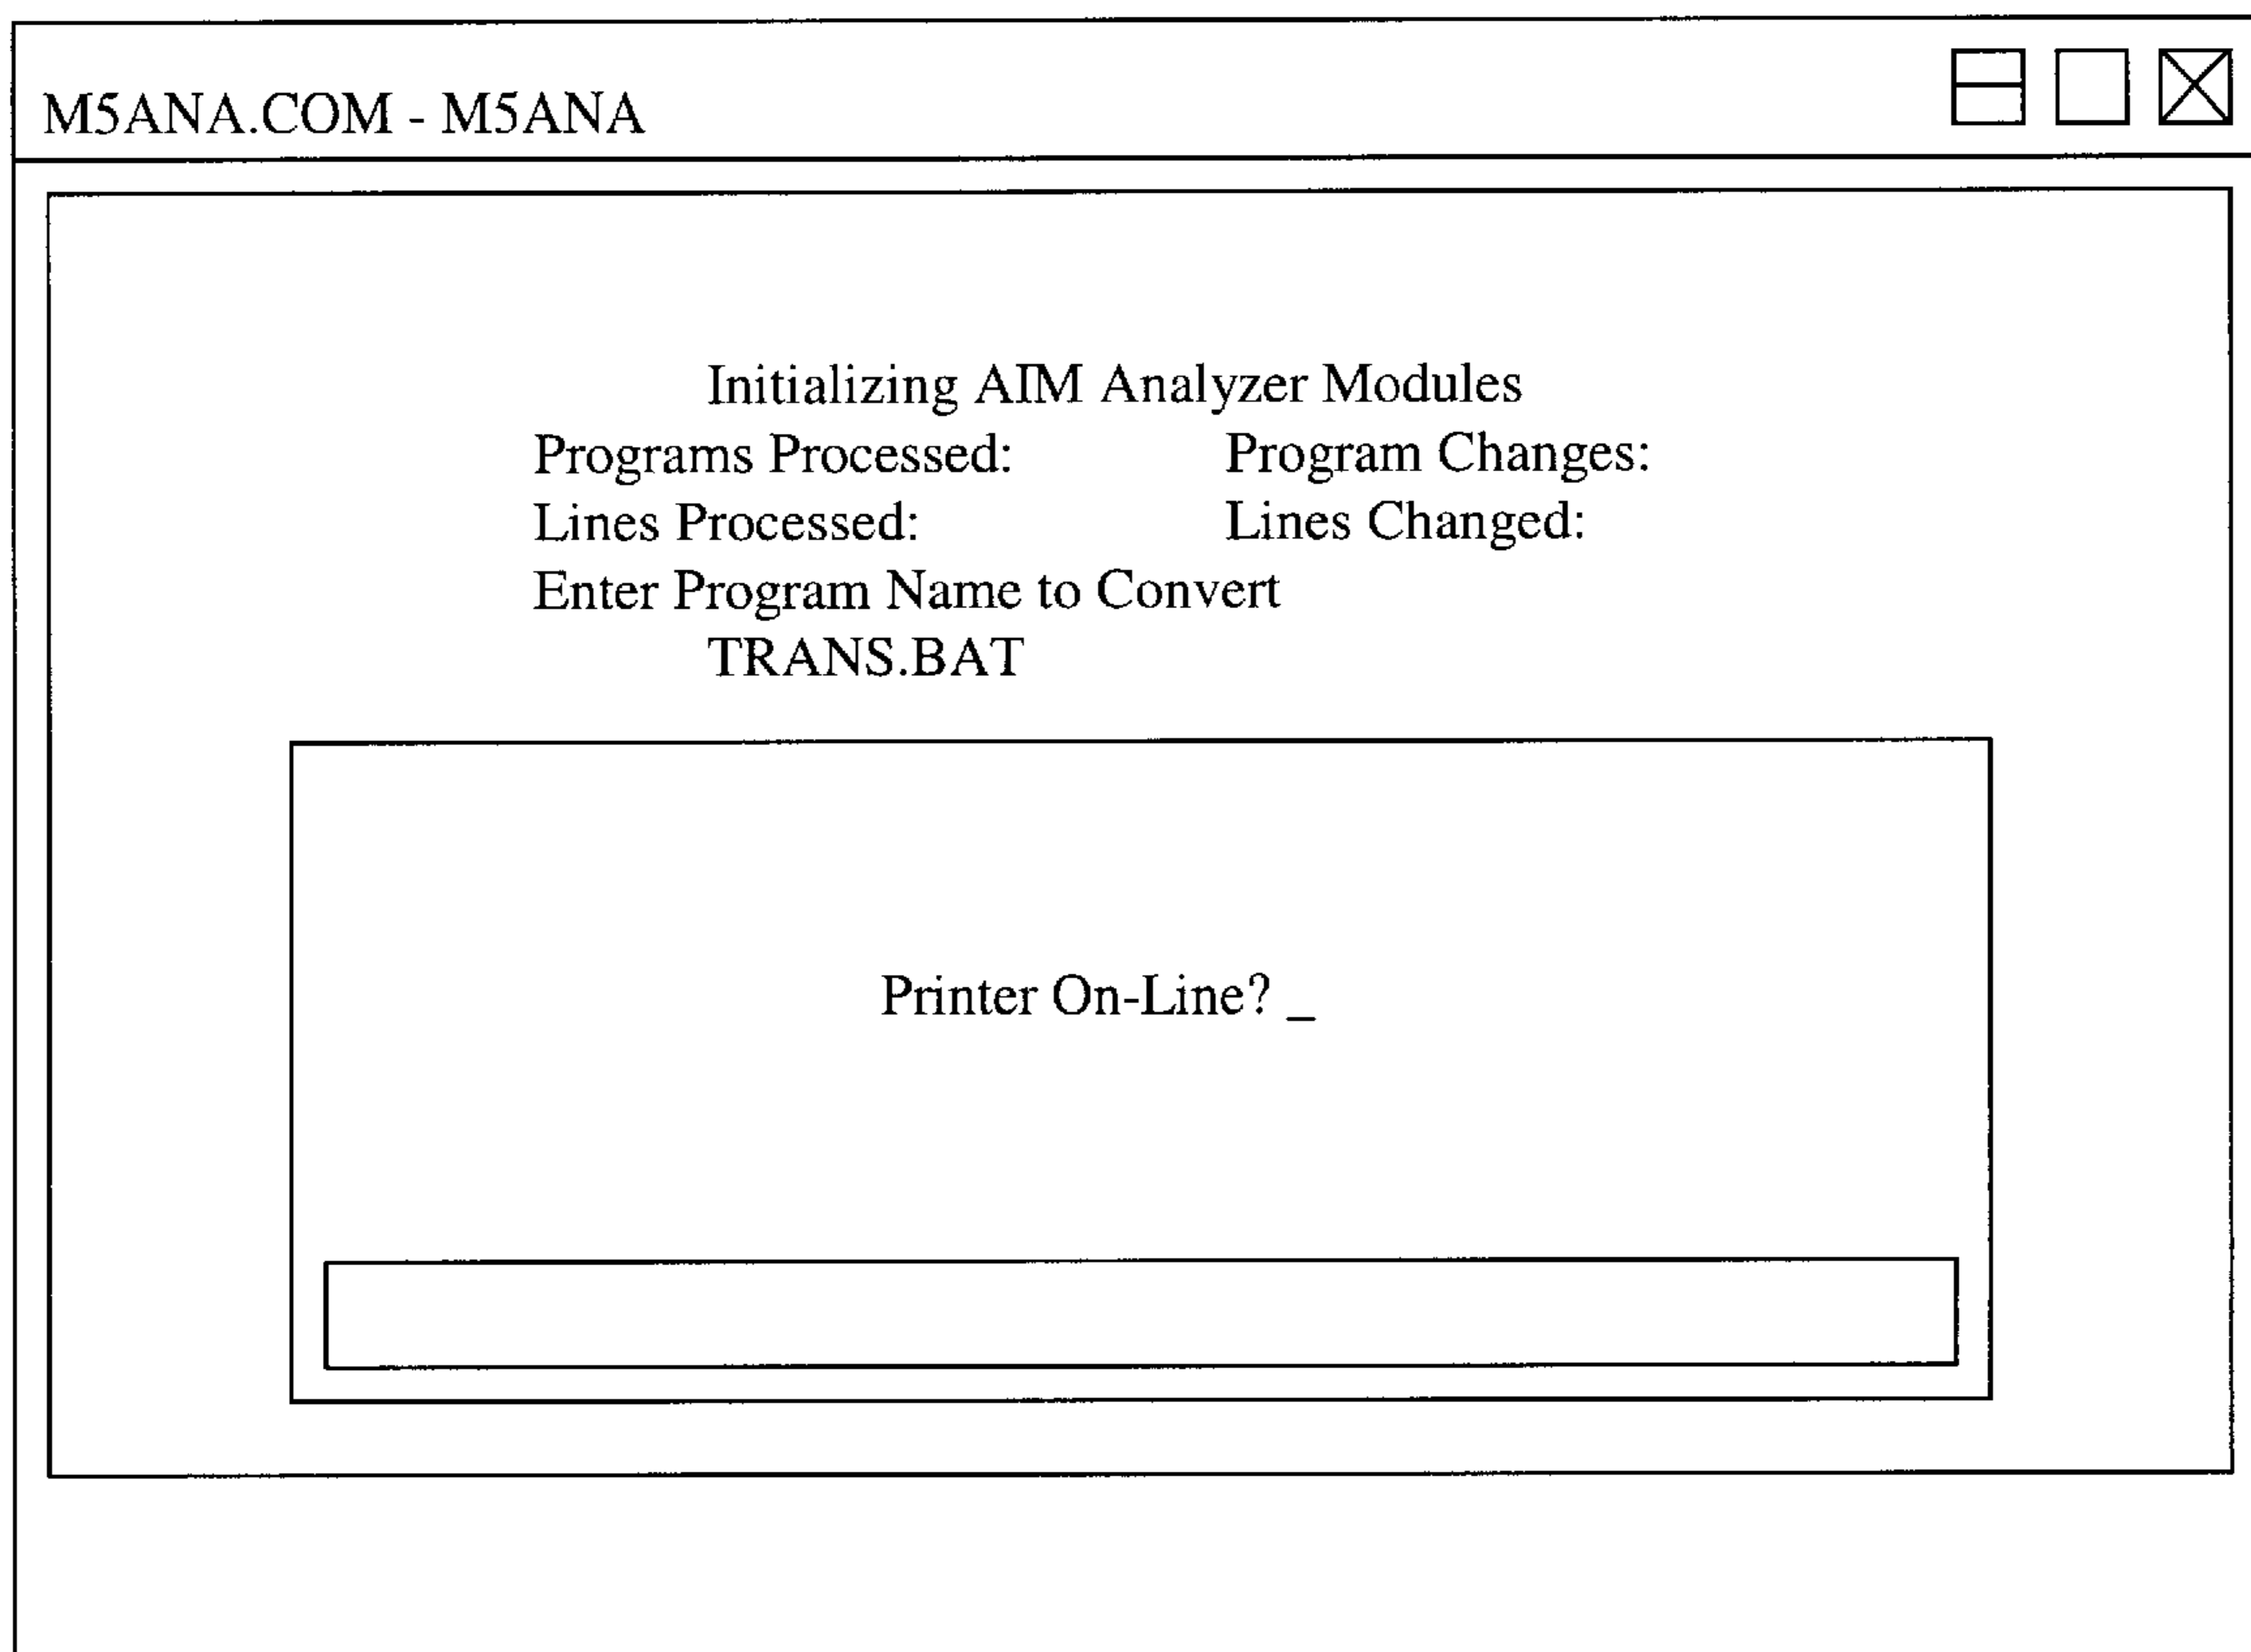 M5ANA.COM - M5ANA
Initializing AIM Analyzer Modules
Programs Processed: Program Changes:
Lines Processed: Lines Changed:
Enter Program Name to Convert
TRANS.BAT
Printer On-Line? _